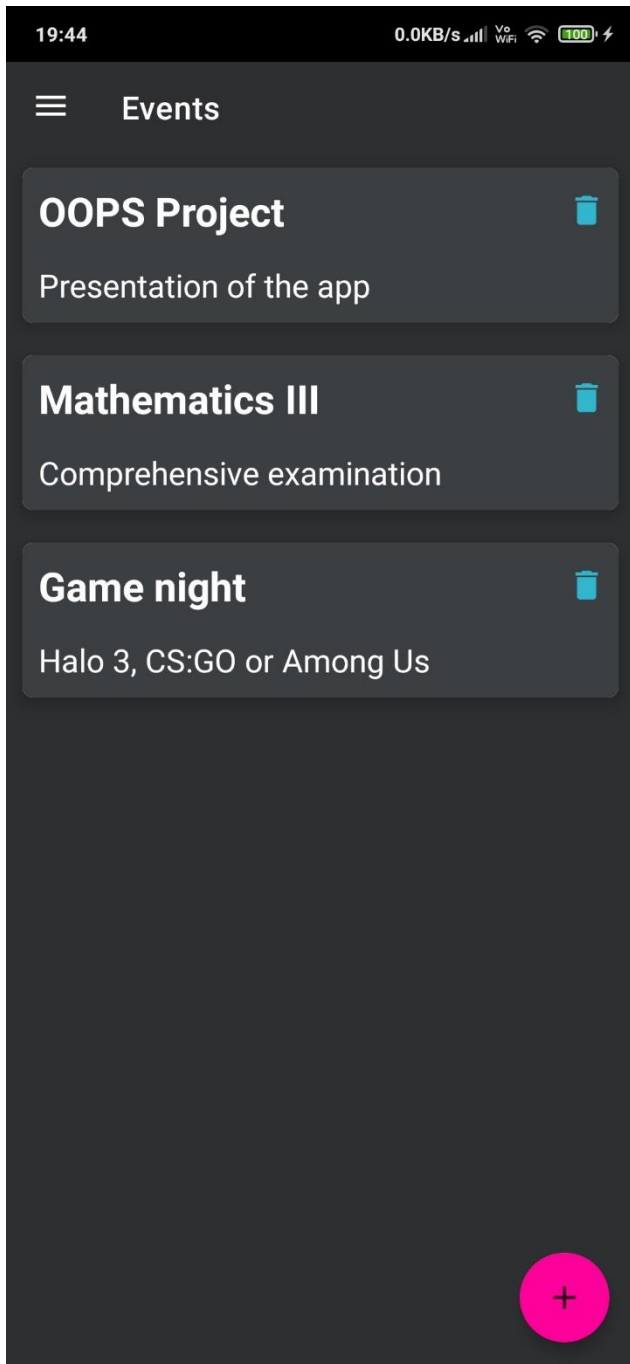 19:44 0.0KB/s Vo WiFi 100
Events
OOPS Project
Presentation of the app
Mathematics III
Comprehensive examination
Game night
Halo 3, CS:GO or Among Us
+